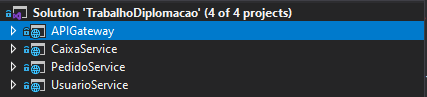 Solution 'TrabalhoDiplomacao' (4 of 4 projects)
APIGateway
CaixaService
PedidoService
UsuarioService